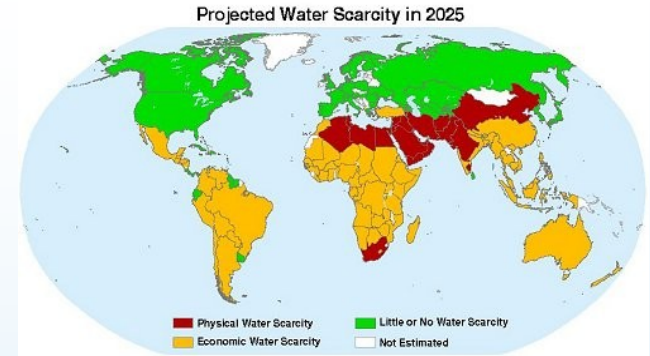 Projected Water Scarcity in 2025
Physical Water Scarcity
Little or No Water Scarcity
Economic Water Scarcity
Not Estimated